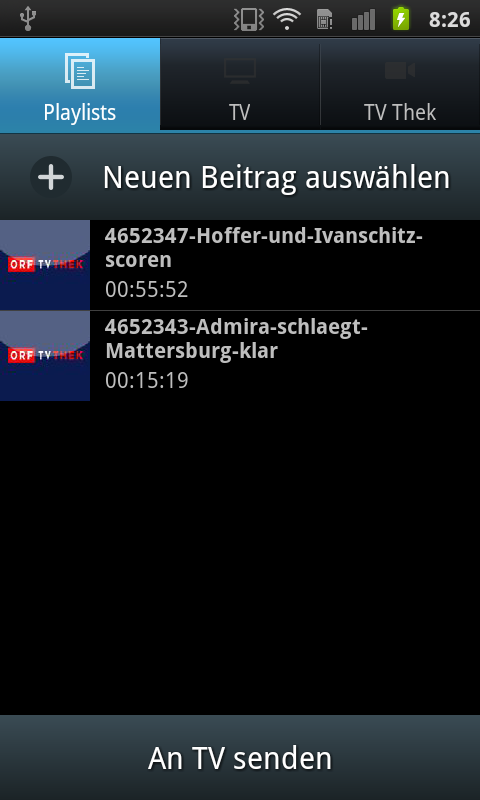 8:26
Playlists
TV
TV Thek
Neuen Beitrag auswählen
ORF TVTHEK
4652347-Hoffer-und-Ivanschitz-
scoren
00:55:52
ORF TVTHEK
4652343-Admira-schlaegt-
Mattersburg-klar
00:15:19
An TV senden